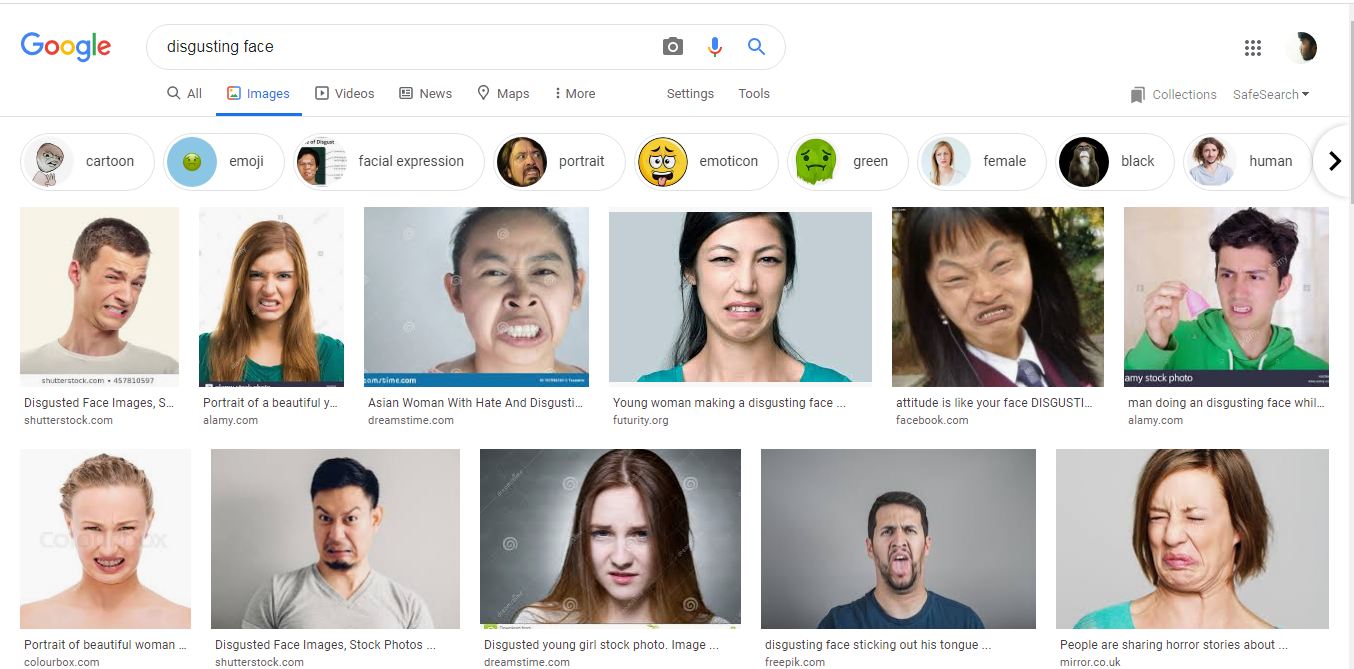 Google
disgusting face
All Images Videos News Maps More Settings Tools
Collections SafeSearch
cartoon emoji facial expression portrait emoticon green female black human
shutterstock.com • 457810597
alamy stock photo
amy stock photo
Disgusted Face Images, S...
shutterstock.com
Portrait of a beautiful y...
alamy.com
Asian Woman With Hate And Disgusti...
dreamstime.com
Young woman making a disgusting face ...
futurity.org
attitude is like your face DISGUSTI...
facebook.com
man doing an disgusting face whil...
alamy.com
Colourbox
Portrait of beautiful woman ...
colourbox.com
Disgusted Face Images, Stock Photos ...
shutterstock.com
Disgusted young girl stock photo. Image ...
dreamstime.com
disgusting face sticking out his tongue ...
freepik.com
People are sharing horror stories about ...
mirror.co.uk